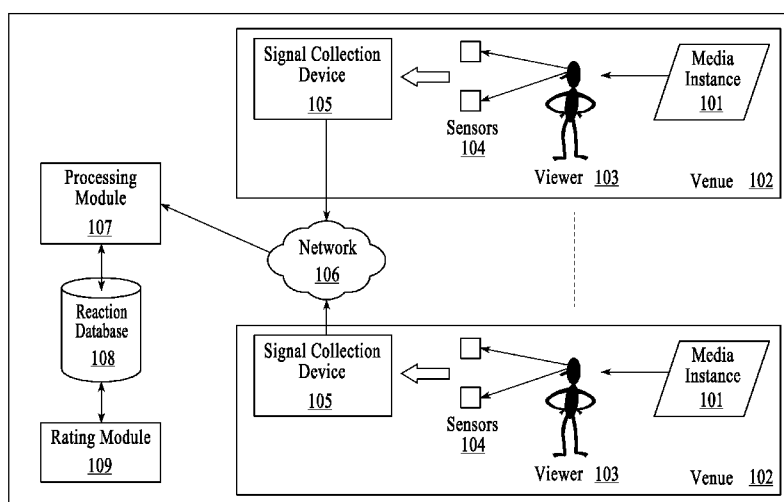 Signal Collection
Device
105
Sensors
104
Viewer 103
Media
Instance
101
Venue 102
Processing
Module
107
Network
106
Reaction
Database
108
Rating Module
109
Signal Collection
Device
105
Sensors
104
Viewer 103
Media
Instance
101
Venue 102